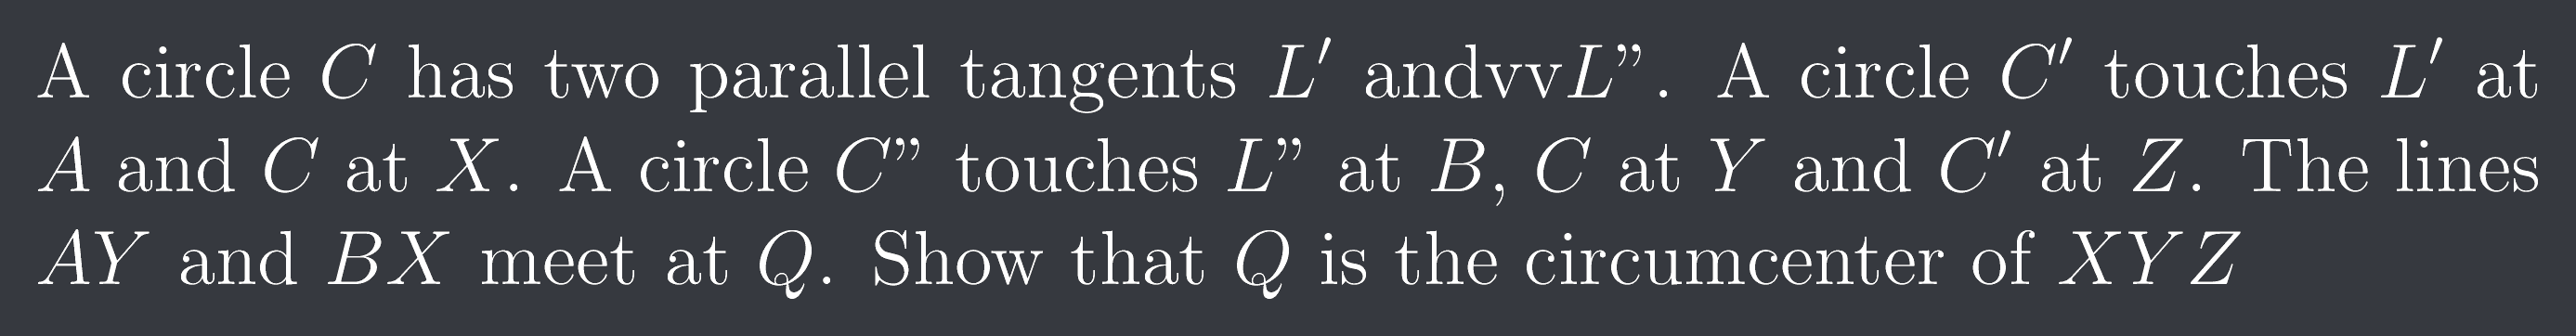 A circle C has two parallel tangents L′ andvvL”. A circle C′ touches L′ at
A and C at X. A circle C” touches L” at B, C at Y and C′ at Z. The lines
AY and BX meet at Q. Show that Q is the circumcenter of XYZ